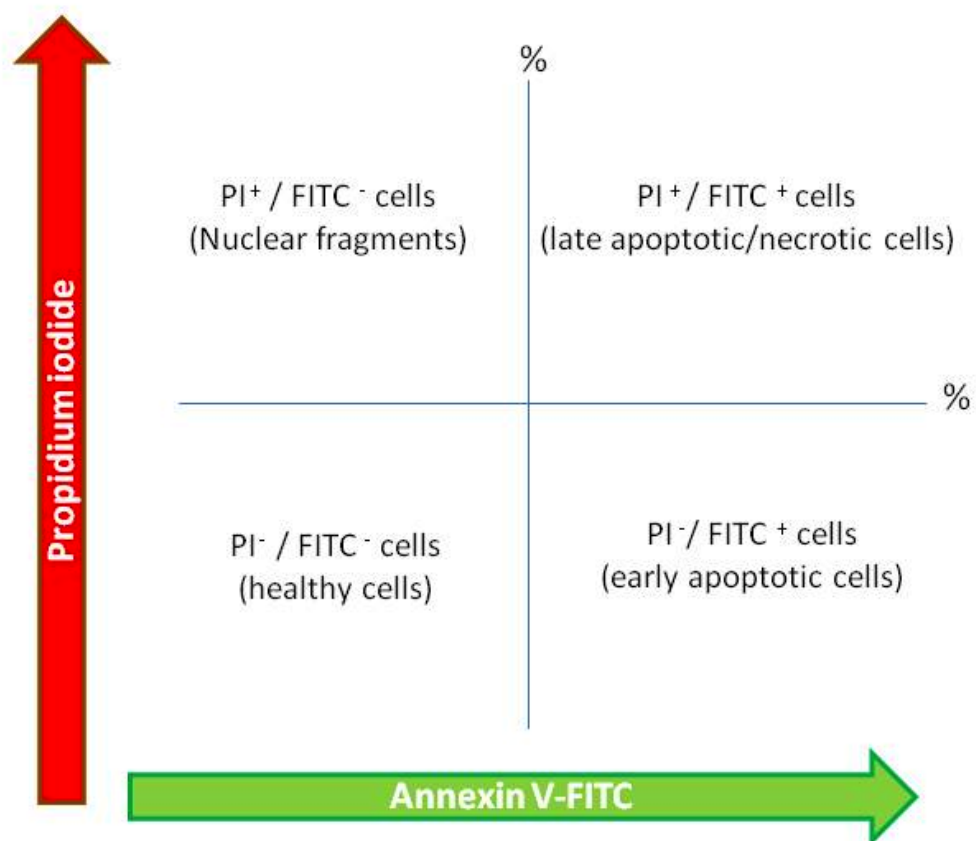 %
PI⁺ / FITC ⁻ cells
(Nuclear fragments)
PI⁺ / FITC ⁺ cells
(late apoptotic/necrotic cells)
Propidium iodide
%
PI⁻ / FITC ⁻ cells
(healthy cells)
PI⁻/ FITC ⁺ cells
(early apoptotic cells)
Annexin V-FITC